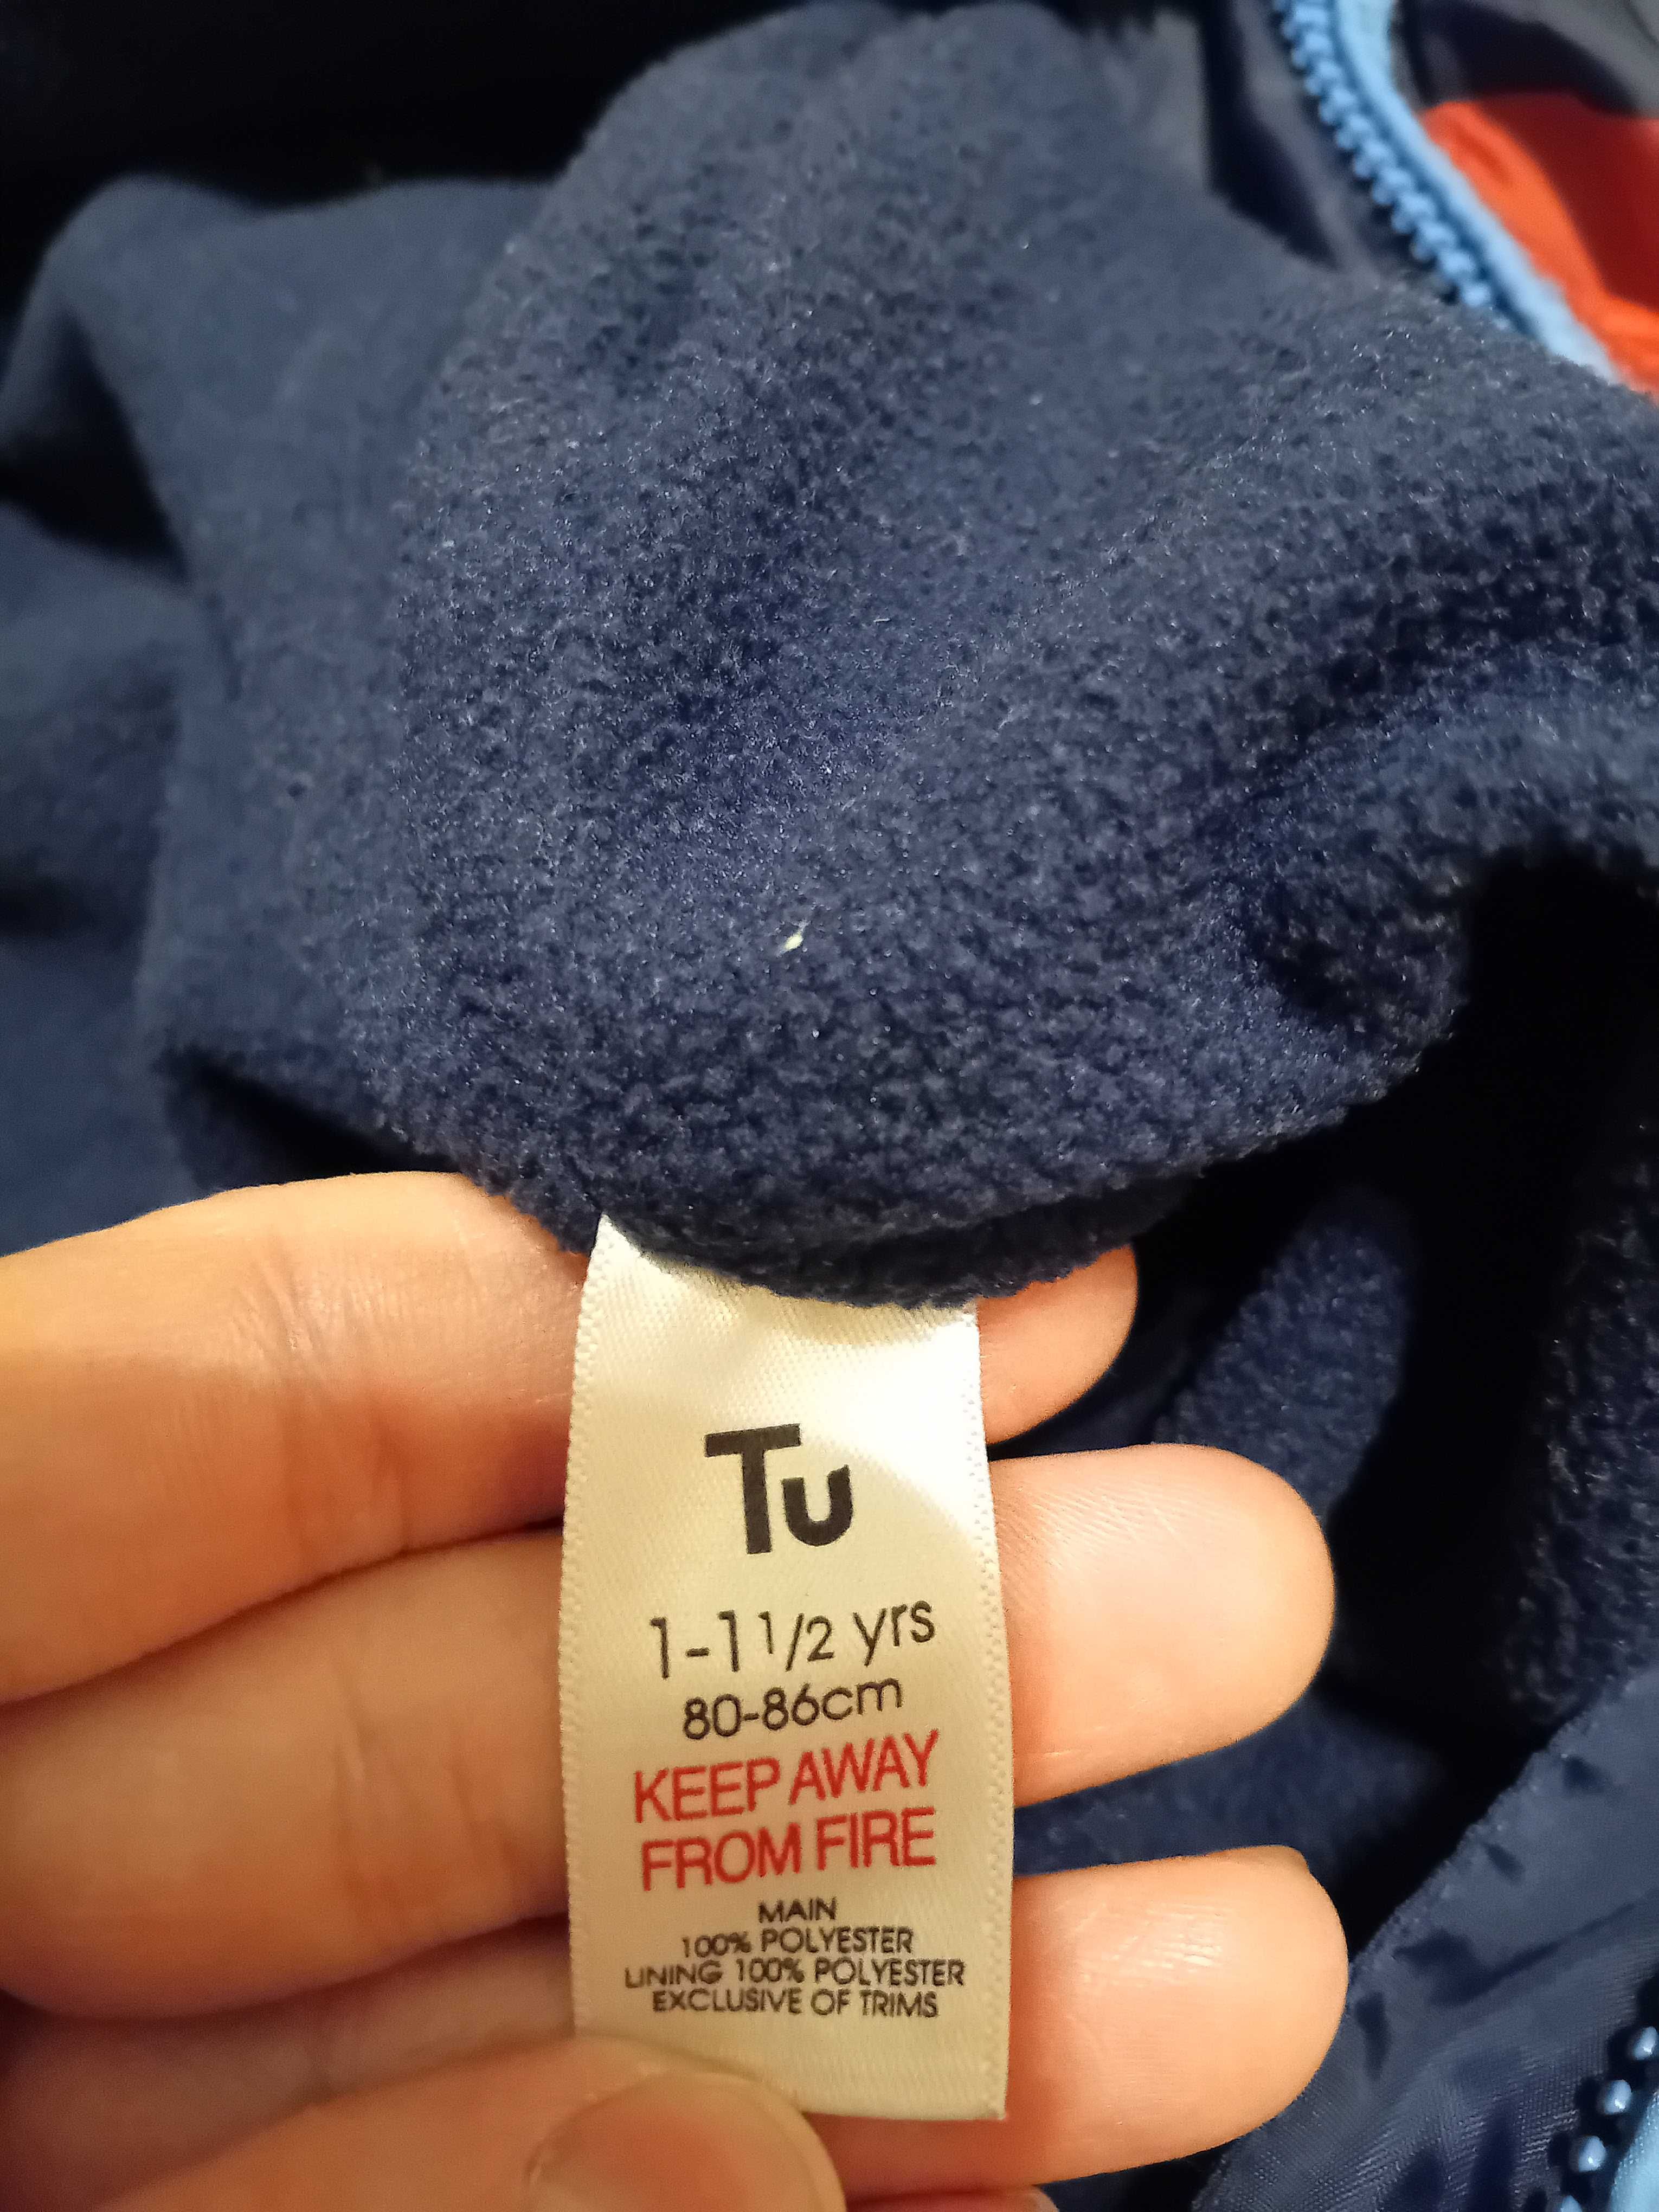 Tu
1-1 1/2 yrs
80-86cm
KEEP AWAY
FROM FIRE
MAIN
100% POLYESTER
LINING 100% POLYESTER
EXCLUSIVE OF TRIMS